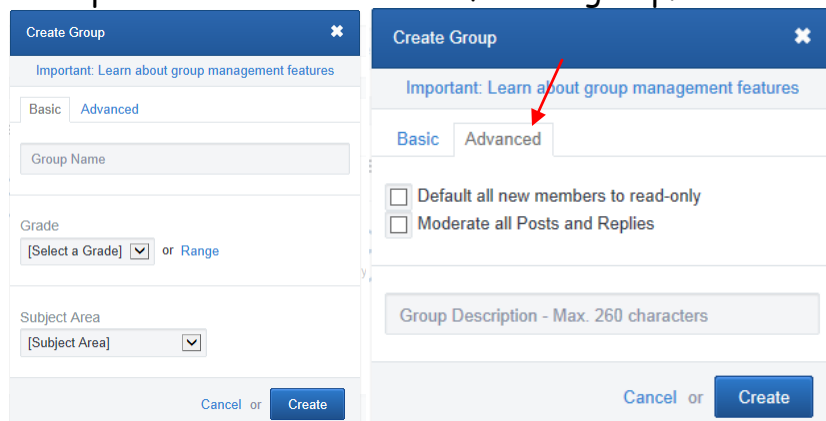 Create Group
Important: Learn about group management features
Basic Advanced
Group Name
Grade
[Select a Grade] or Range
Subject Area
[Subject Area]
Cancel or Create
Create Group
Important: Learn about group management features
Basic Advanced
Default all new members to read-only
Moderate all Posts and Replies
Group Description - Max. 260 characters
Cancel or Create